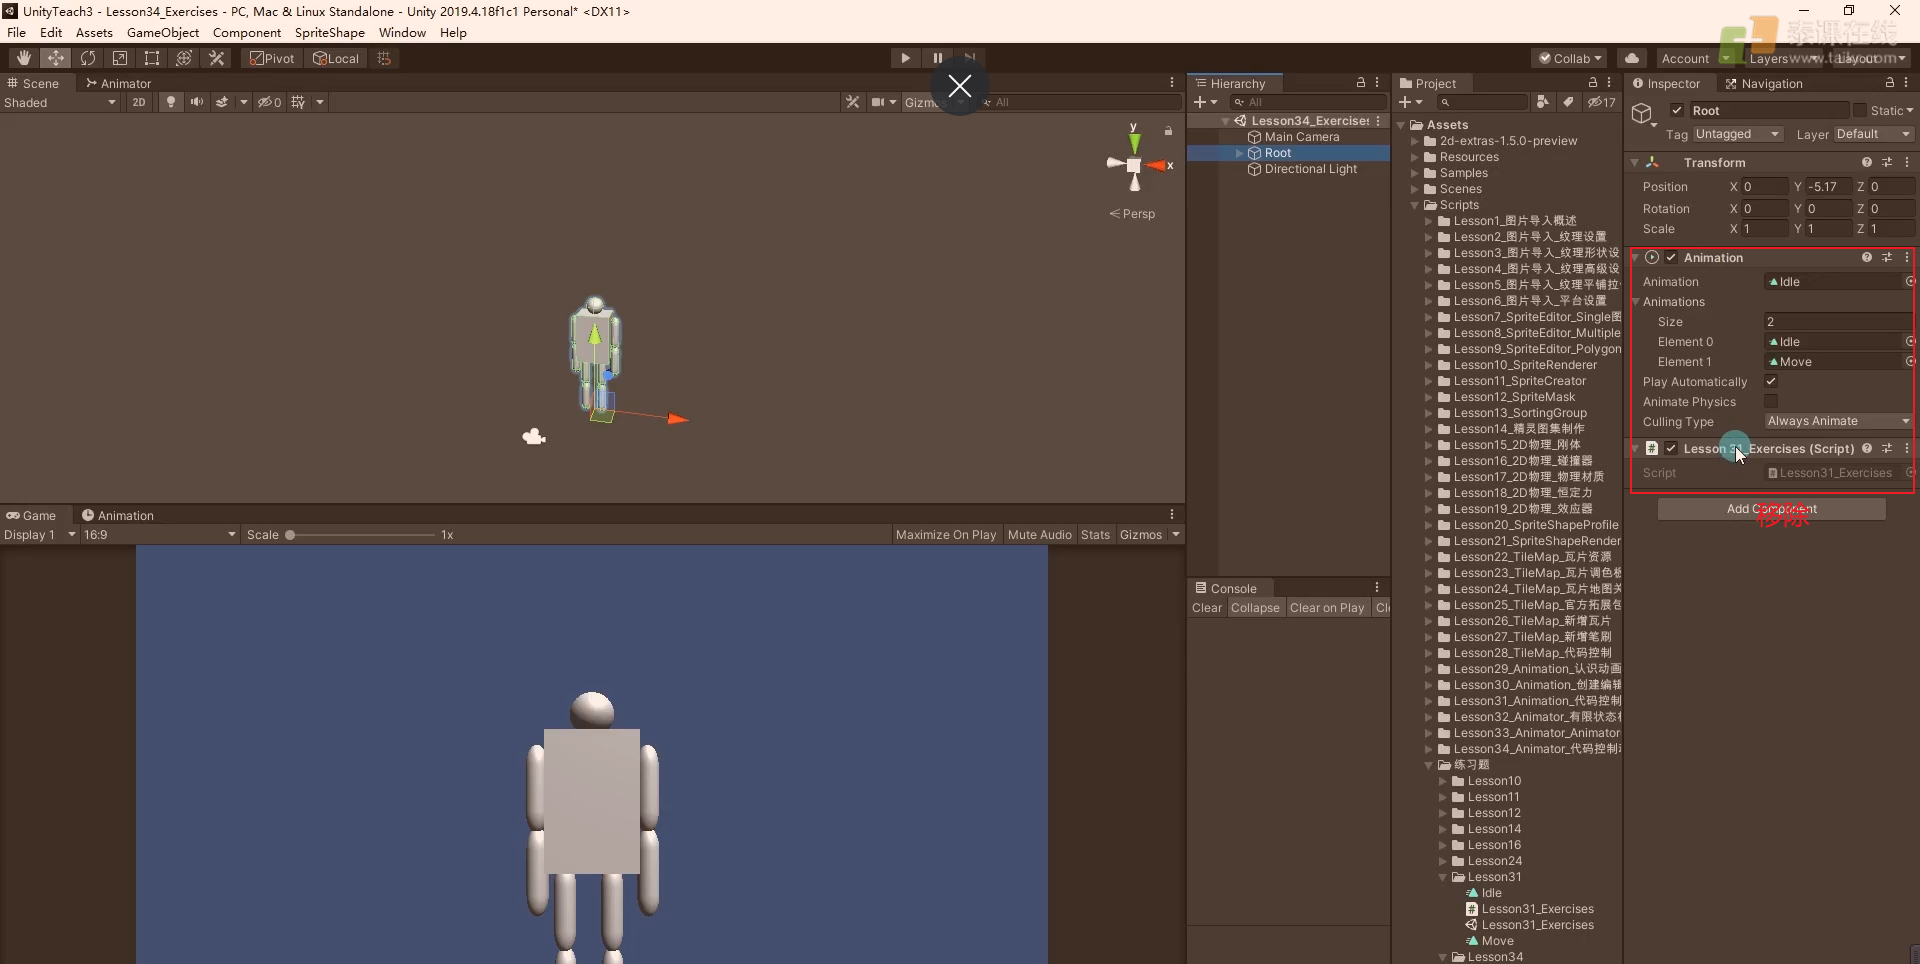 UnityTeach3 - Lesson34_Exercises - PC, Mac & Linux Standalone - Unity 2019.4.18f1c1 Personal* <DX11>
File Edit Assets GameObject Component SpriteShape Window Help
Pivot Local
Collab Account Layers Layout
泰课在线
www.taikr.com
Scene Animator
Shaded 2D 0 Gizmos All
y
x
Persp
Game Animation
Display 1 16:9 Scale 1x Maximize On Play Mute Audio Stats Gizmos
Hierarchy
All
Lesson34_Exercises
Main Camera
Root
Directional Light
Console
Clear Collapse Clear on Play Cl
Project
17
Assets
2d-extras-1.5.0-preview
Resources
Samples
Scenes
Scripts
Lesson1_图片导入概述
Lesson2_图片导入_纹理设置
Lesson3_图片导入_纹理形状设
Lesson4_图片导入_纹理高级设
Lesson5_图片导入_纹理平铺拉
Lesson6_图片导入_平台设置
Lesson7_SpriteEditor_Single图
Lesson8_SpriteEditor_Multiple
Lesson9_SpriteEditor_Polygon
Lesson10_SpriteRenderer
Lesson11_SpriteCreator
Lesson12_SpriteMask
Lesson13_SortingGroup
Lesson14_精灵图集制作
Lesson15_2D物理_刚体
Lesson16_2D物理_碰撞器
Lesson17_2D物理_物理材质
Lesson18_2D物理_恒定力
Lesson19_2D物理_效应器
Lesson20_SpriteShapeProfile
Lesson21_SpriteShapeRender
Lesson22_TileMap_瓦片资源
Lesson23_TileMap_瓦片调色板
Lesson24_TileMap_瓦片地图关
Lesson25_TileMap_官方拓展包
Lesson26_TileMap_新增瓦片
Lesson27_TileMap_新增笔刷
Lesson28_TileMap_代码控制
Lesson29_Animation_认识动画
Lesson30_Animation_创建编辑
Lesson31_Animation_代码控制
Lesson32_Animator_有限状态机
Lesson33_Animator_Animator
Lesson34_Animator_代码控制动
练习题
Lesson10
Lesson11
Lesson12
Lesson14
Lesson16
Lesson24
Lesson31
Idle
Lesson31_Exercises
Lesson31_Exercises
Move
Lesson34
Inspector Navigation
Root Static
Tag Untagged Layer Default
Transform
Position X 0 Y -5.17 Z 0
Rotation X 0 Y 0 Z 0
Scale X 1 Y 1 Z 1
Animation
Animation Idle
Animations
Size 2
Element 0 Idle
Element 1 Move
Play Automatically
Animate Physics
Culling Type Always Animate
Lesson 31_Exercises (Script)
Script Lesson31_Exercises
Add Component
移除